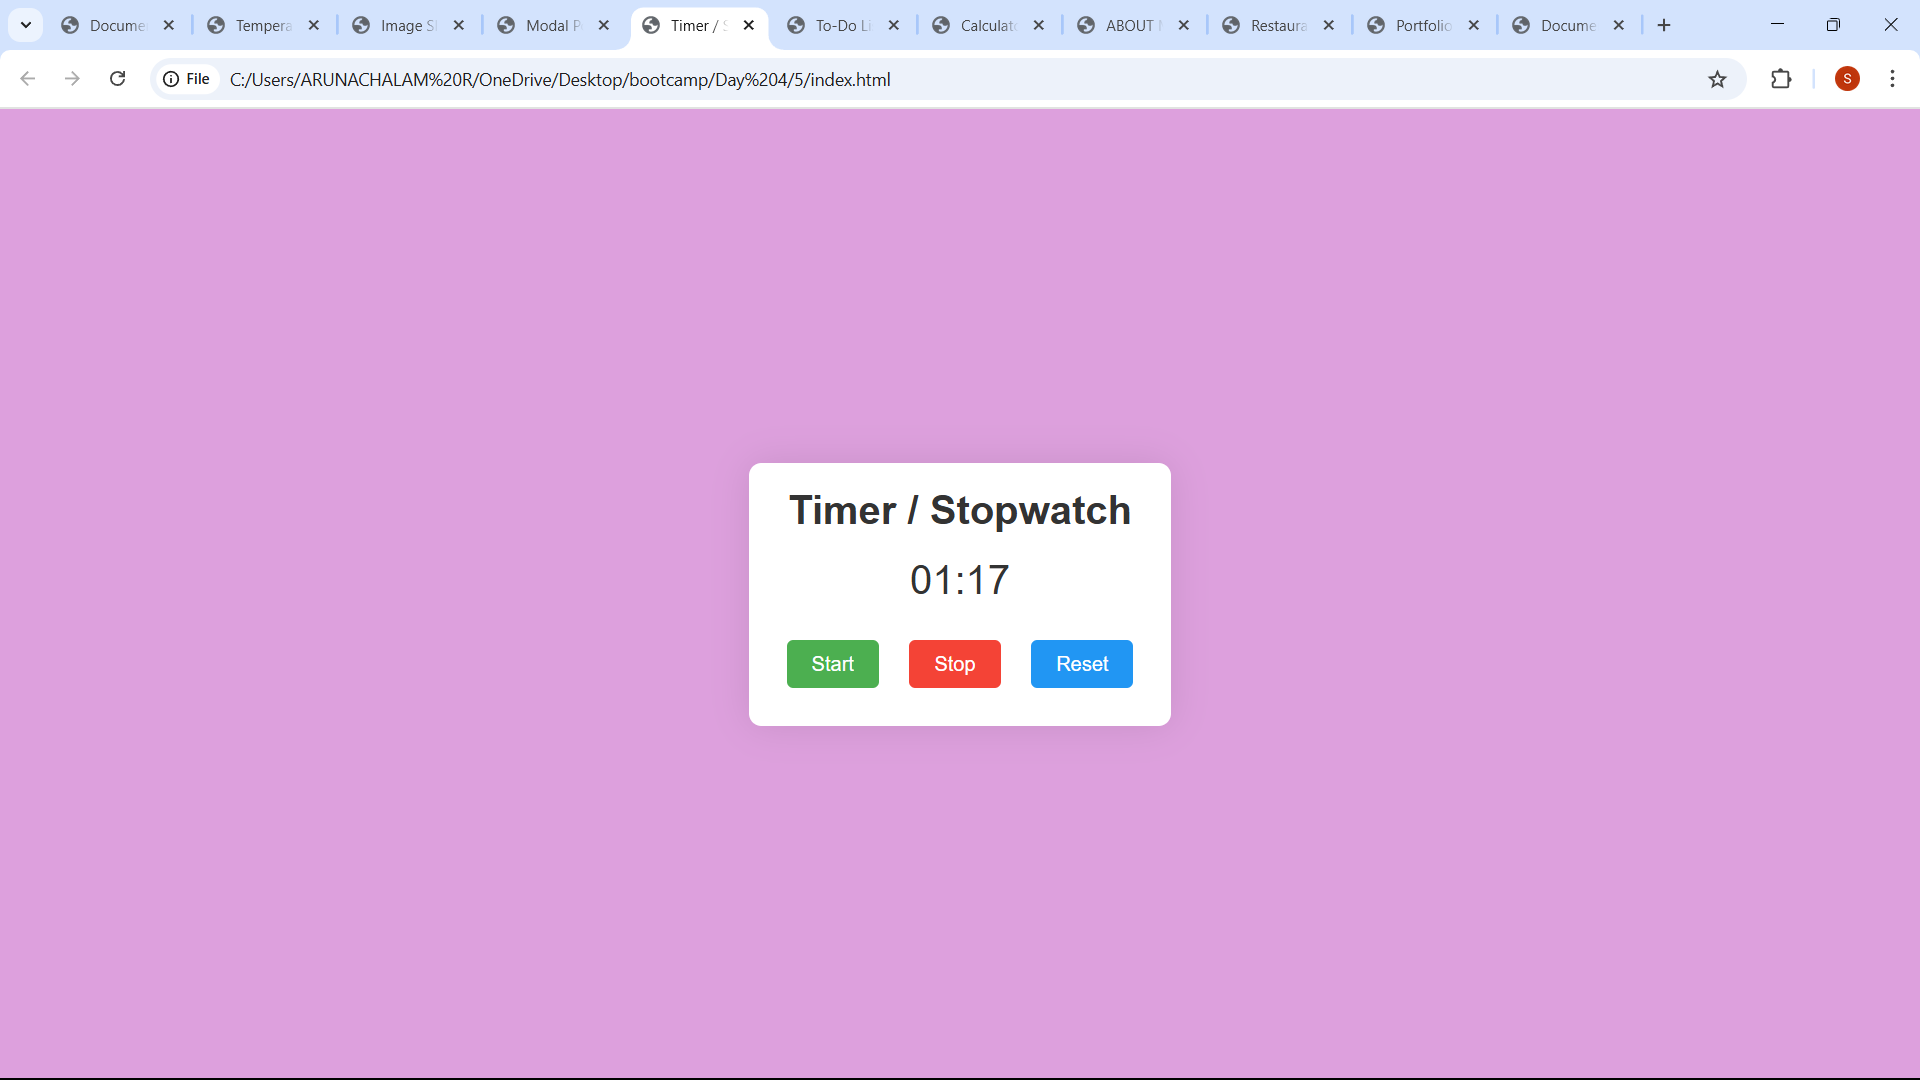 Docume
Tempera
Image Sl
Modal P
Timer / S
To-Do Li
Calculat
ABOUT
Restaura
Portfolio
Docume
File
C:/Users/ARUNACHALAM%20R/OneDrive/Desktop/bootcamp/Day%204/5/index.html
S
Timer / Stopwatch
01:17
Start
Stop
Reset